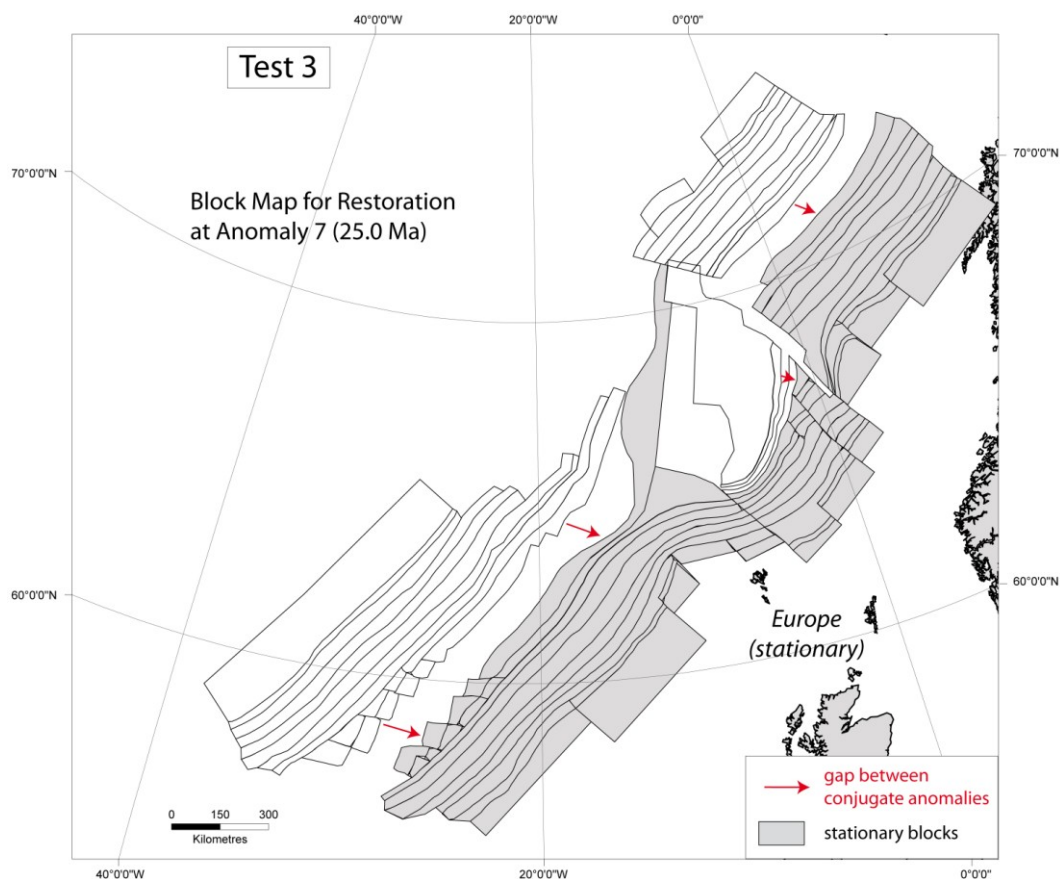 40°0'0"W
20°0'0"W
0°0'0"
Test 3
70°0'0"N
70°0'0"N
Block Map for Restoration
at Anomaly 7 (25.0 Ma)
60°0'0"N
60°0'0"N
Europe
(stationary)
gap between
conjugate anomalies
stationary blocks
0 150 300
Kilometres
40°0'0"W
20°0'0"W
0°0'0"